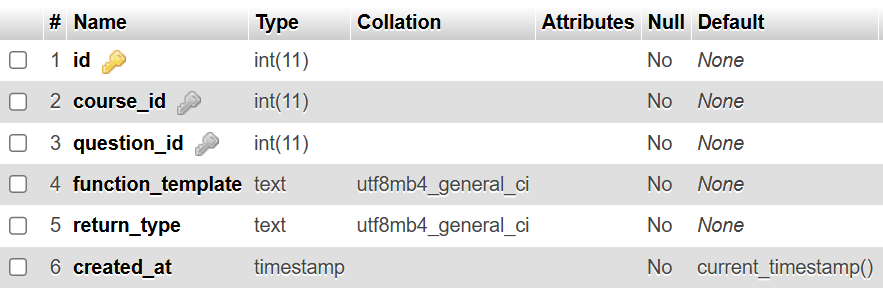 # Name Type Collation Attributes Null Default
1 id int(11) No None
2 course_id int(11) No None
3 question_id int(11) No None
4 function_template text utf8mb4_general_ci No None
5 return_type text utf8mb4_general_ci No None
6 created_at timestamp No current_timestamp()